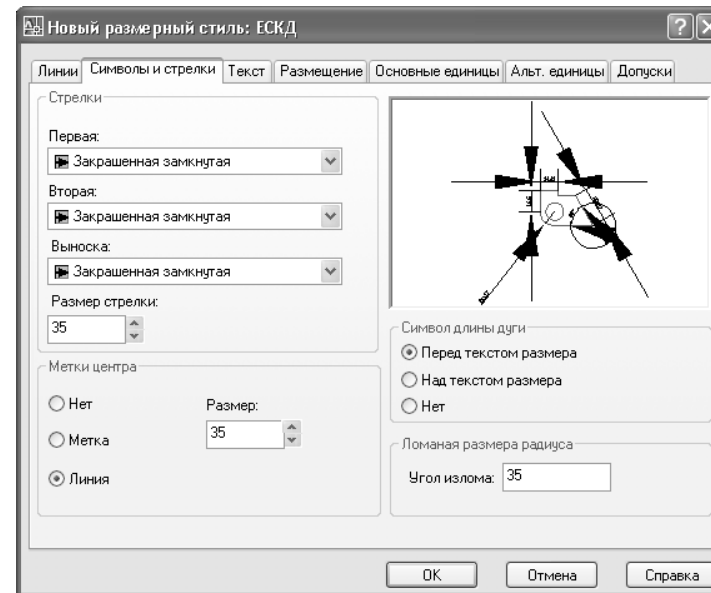 Новый размерный стиль: ЕСКД
Линии Символы и стрелки Текст Размещение Основные единицы Альт. единицы Допуски
Стрелки
Первая:
Закрашенная замкнутая
Вторая:
Закрашенная замкнутая
Выноска:
Закрашенная замкнутая
Размер стрелки:
35
Метки центра
Нет
Метка
Линия
Размер:
35
Символ длины дуги
Перед текстом размера
Над текстом размера
Нет
Ломаная размера радиуса
Угол излома: 35
OK Отмена Справка